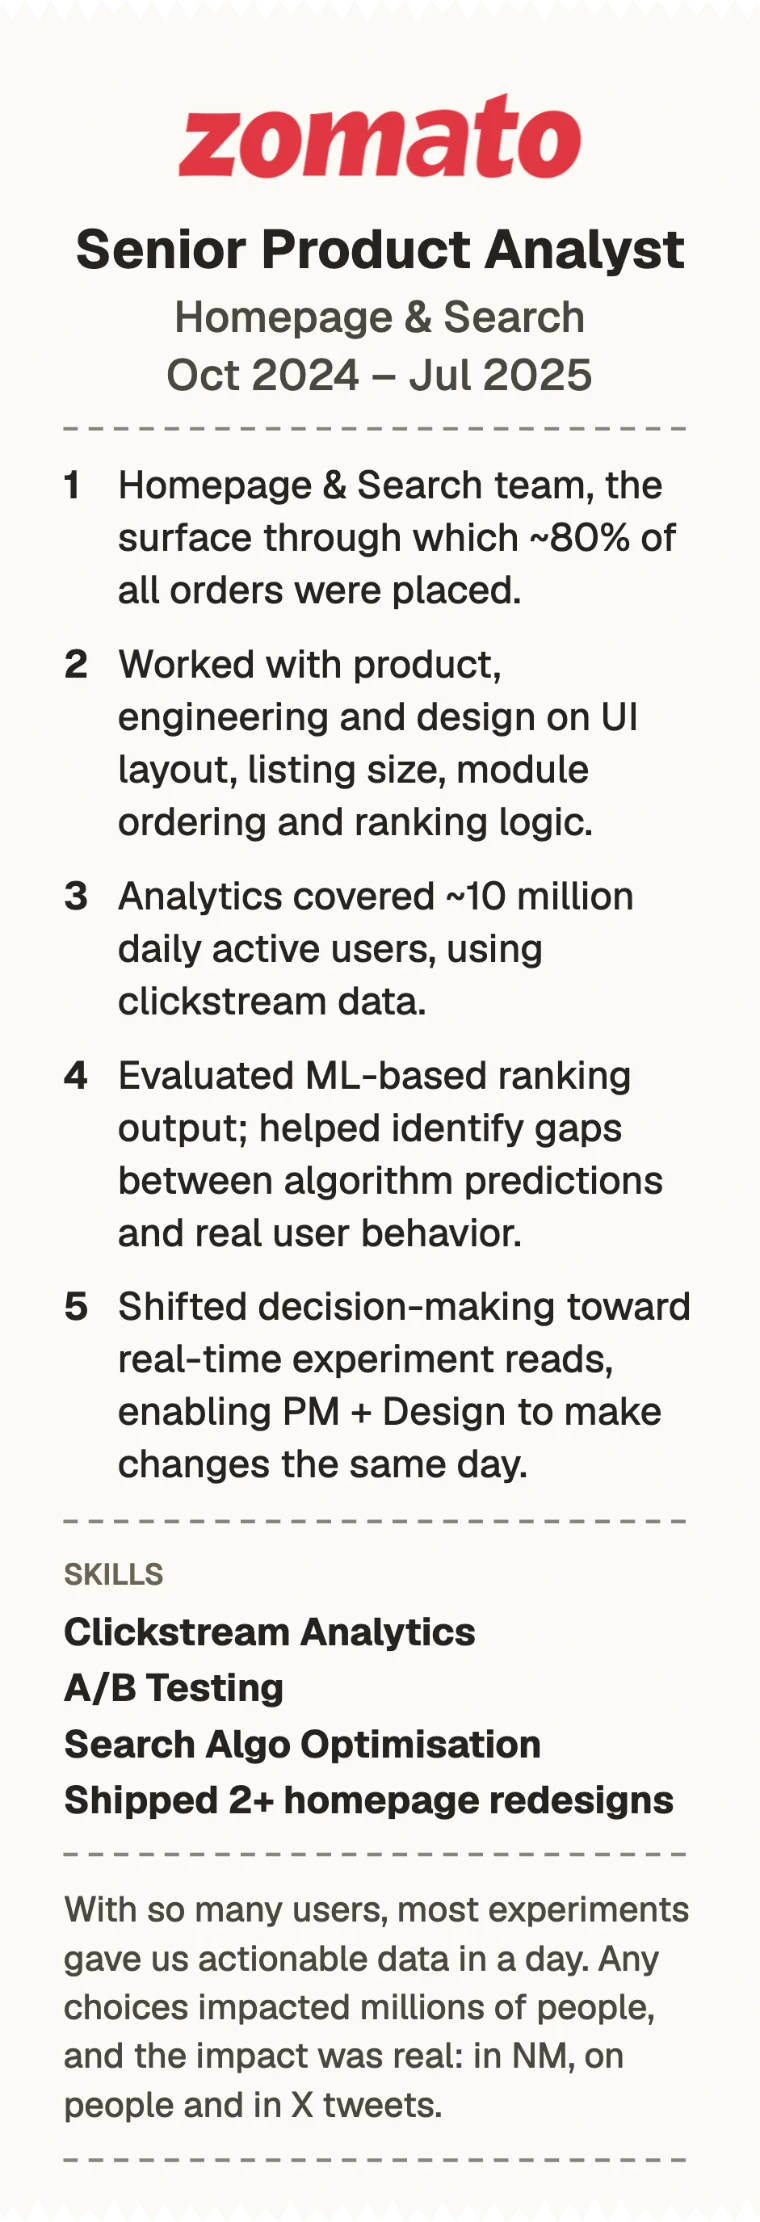 zomato
Senior Product Analyst
Homepage & Search
Oct 2024 – Jul 2025
1 Homepage & Search team, the
surface through which ~80% of
all orders were placed.
2 Worked with product,
engineering and design on UI
layout, listing size, module
ordering and ranking logic.
3 Analytics covered ~10 million
daily active users, using
clickstream data.
4 Evaluated ML-based ranking
output; helped identify gaps
between algorithm predictions
and real user behavior.
5 Shifted decision-making toward
real-time experiment reads,
enabling PM + Design to make
changes the same day.
SKILLS
Clickstream Analytics
A/B Testing
Search Algo Optimisation
Shipped 2+ homepage redesigns
With so many users, most experiments
gave us actionable data in a day. Any
choices impacted millions of people,
and the impact was real: in NM, on
people and in X tweets.